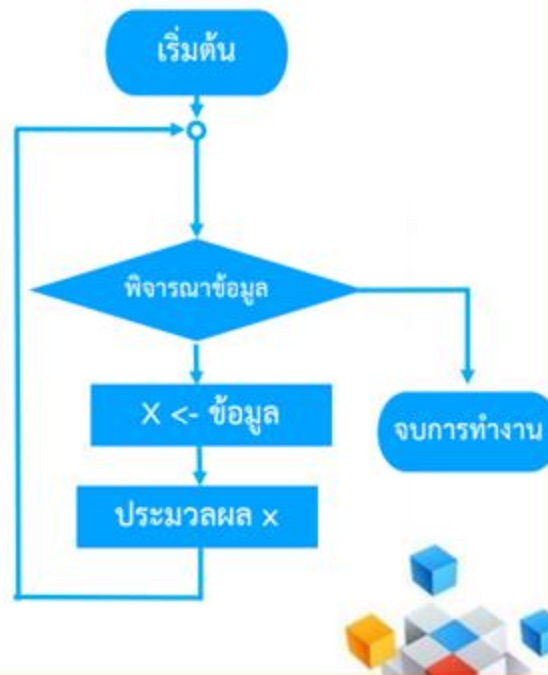 เริ่มต้น
พิจารณาข้อมูล
X <- ข้อมูล
จบการทำงาน
ประมวลผล x